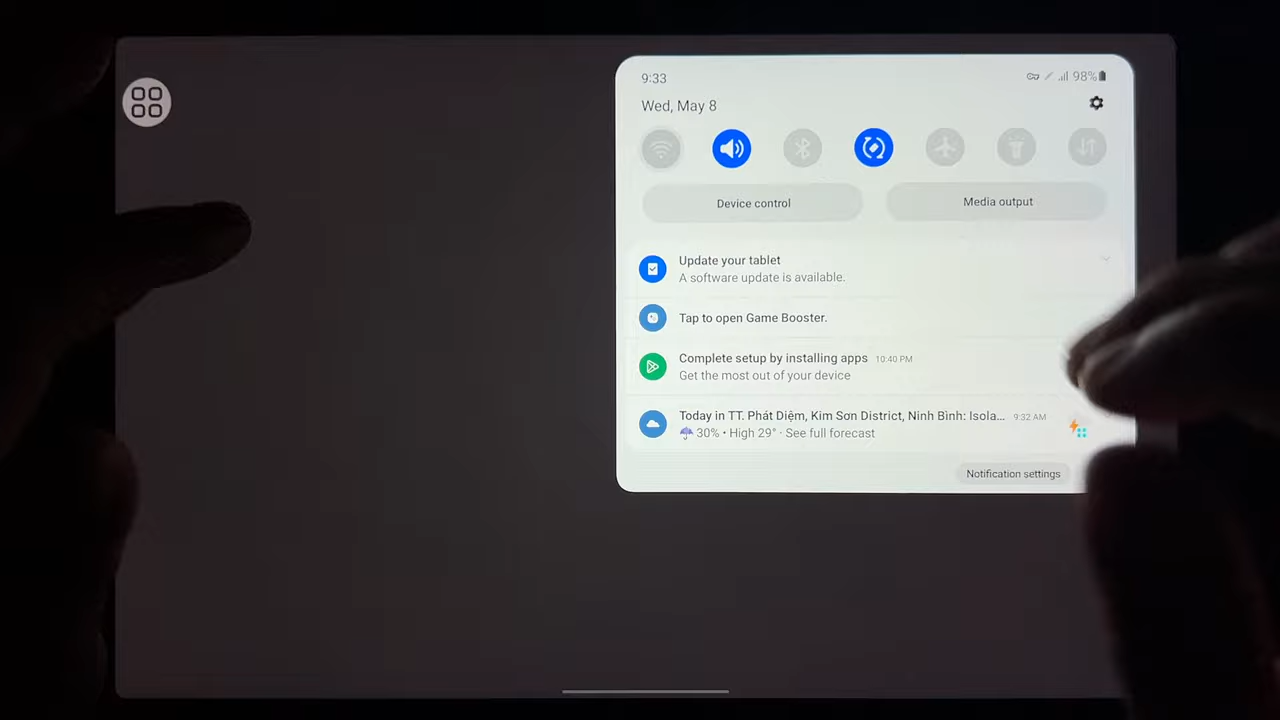 9:33
98%
Wed, May 8
Device control
Media output
Update your tablet
A software update is available.
Tap to open Game Booster.
Complete setup by installing apps 10:40 PM
Get the most out of your device
Today in TT. Phát Diệm, Kim Sơn District, Ninh Bình: Isola... 9:32 AM
30% • High 29° · See full forecast
Notification settings